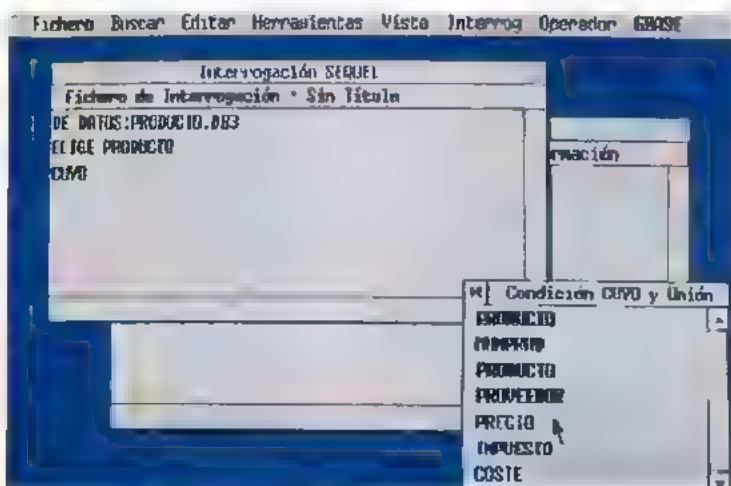 Fichero Buscar Editar Herramientas Vista Interrog Operador GBASE
Interrogación SEQUEL
Fichero de Interrogación · Sin Título
DE DATOS:PRODUCTO.DB3
ELIGE PRODUCTO
CUYO
rmación
Condición CUYO y Unión
PRODUCTO
PRODUCTO
PROVEEDOR
PRECIO
IMPUESTO
COSTE